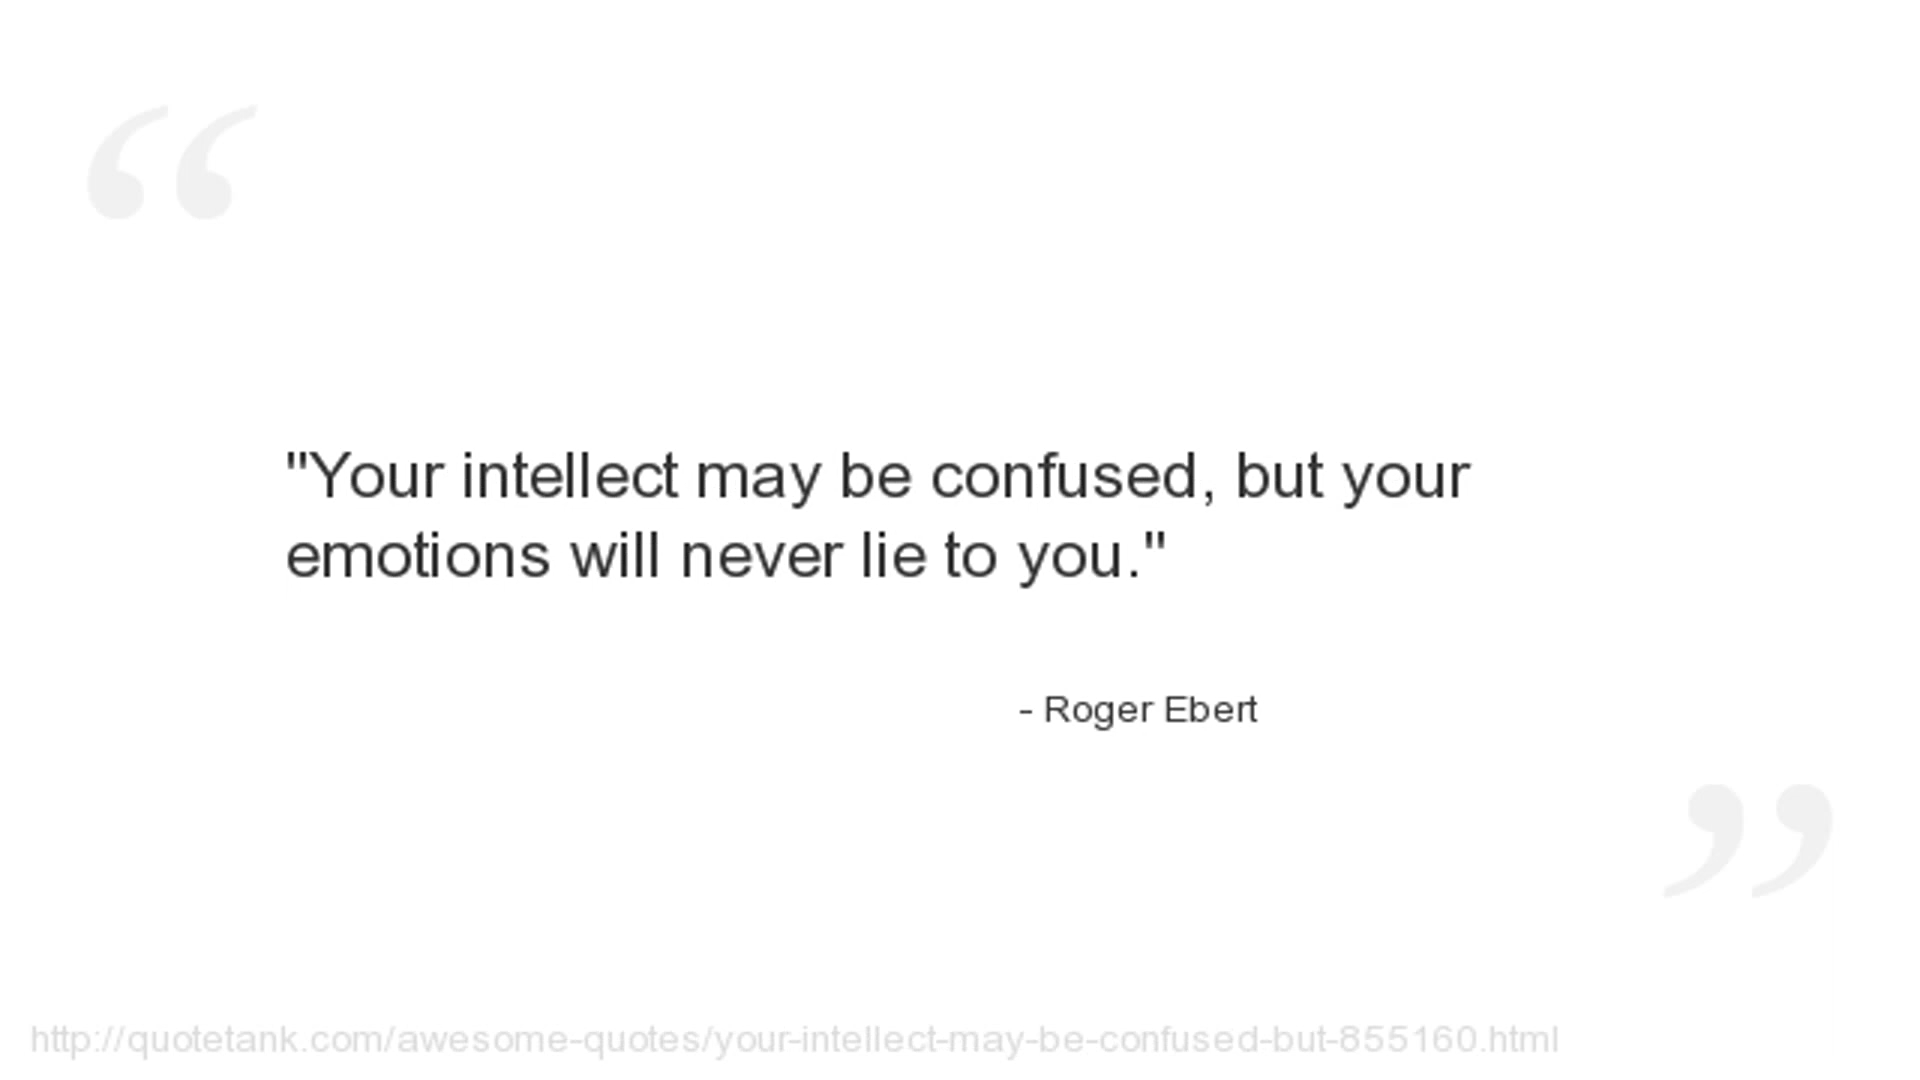 "Your intellect may be confused, but your
emotions will never lie to you."
- Roger Ebert
http://quotetank.com/awesome-quotes/your-intellect-may-be-confused-but-855160.html